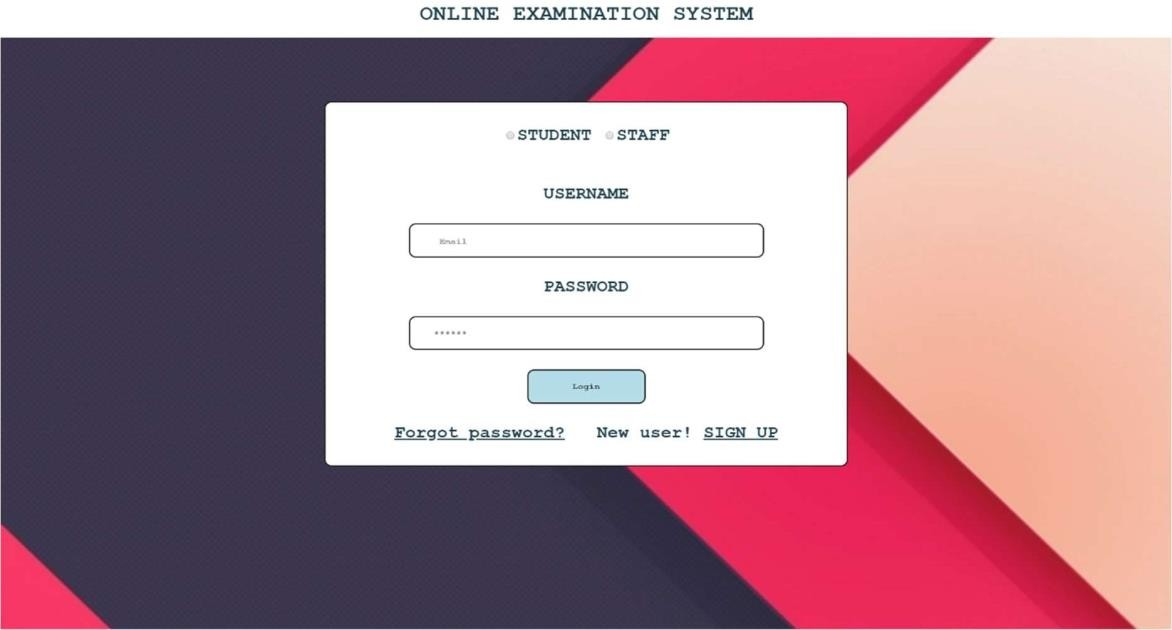 ONLINE EXAMINATION SYSTEM
STUDENT STAFF
USERNAME
Email
PASSWORD
******
Login
Forgot password? New user! SIGN UP